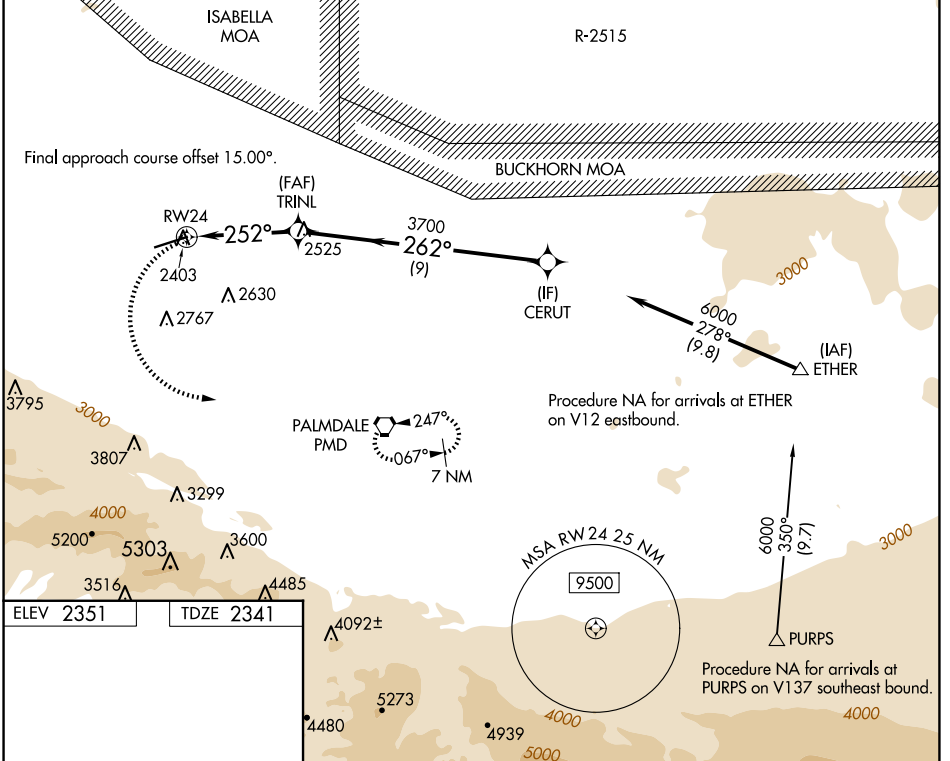 ISABELLA
MOA
R-2515
BUCKHORN MOA
Final approach course offset 15.00°.
(FAF)
TRINL
RW24
252°
2525
3700
262°
(9)
2403
(IF)
CERUT
2630
2767
3000
6000
278°
(9.8)
(IAF)
ETHER
3795
3000
Procedure NA for arrivals at ETHER
on V12 eastbound.
PALMDALE
PMD
247°
067°
7 NM
3807
3299
4000
5200
5303
3600
3516
4485
6000
350°
(9.7)
3000
MSA RW24 25 NM
9500
ELEV 2351
TDZE 2341
4092±
PURPS
Procedure NA for arrivals at
PURPS on V137 southeast bound.
5273
4480
4939
4000
4000
5000